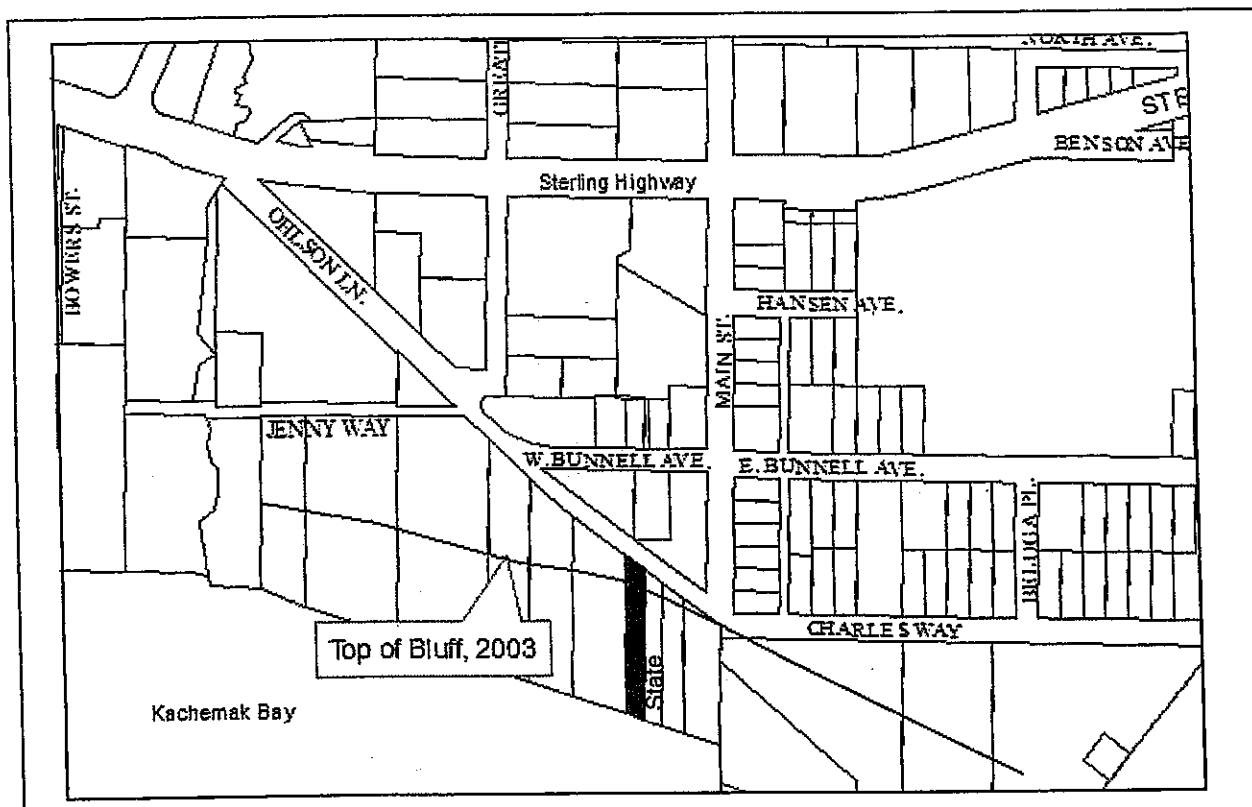 NORTH AVE.
GREAT
STE
BENSON AVE
Sterling Highway
BOWERS ST.
OHLSON LN.
HANSEN AVE.
MAIN ST.
JENNY WAY
W. BUNNELL AVE.
E. BUNNELL AVE.
BELUGA PL.
CHARLES WAY
Top of Bluff, 2003
State
Kachemak Bay